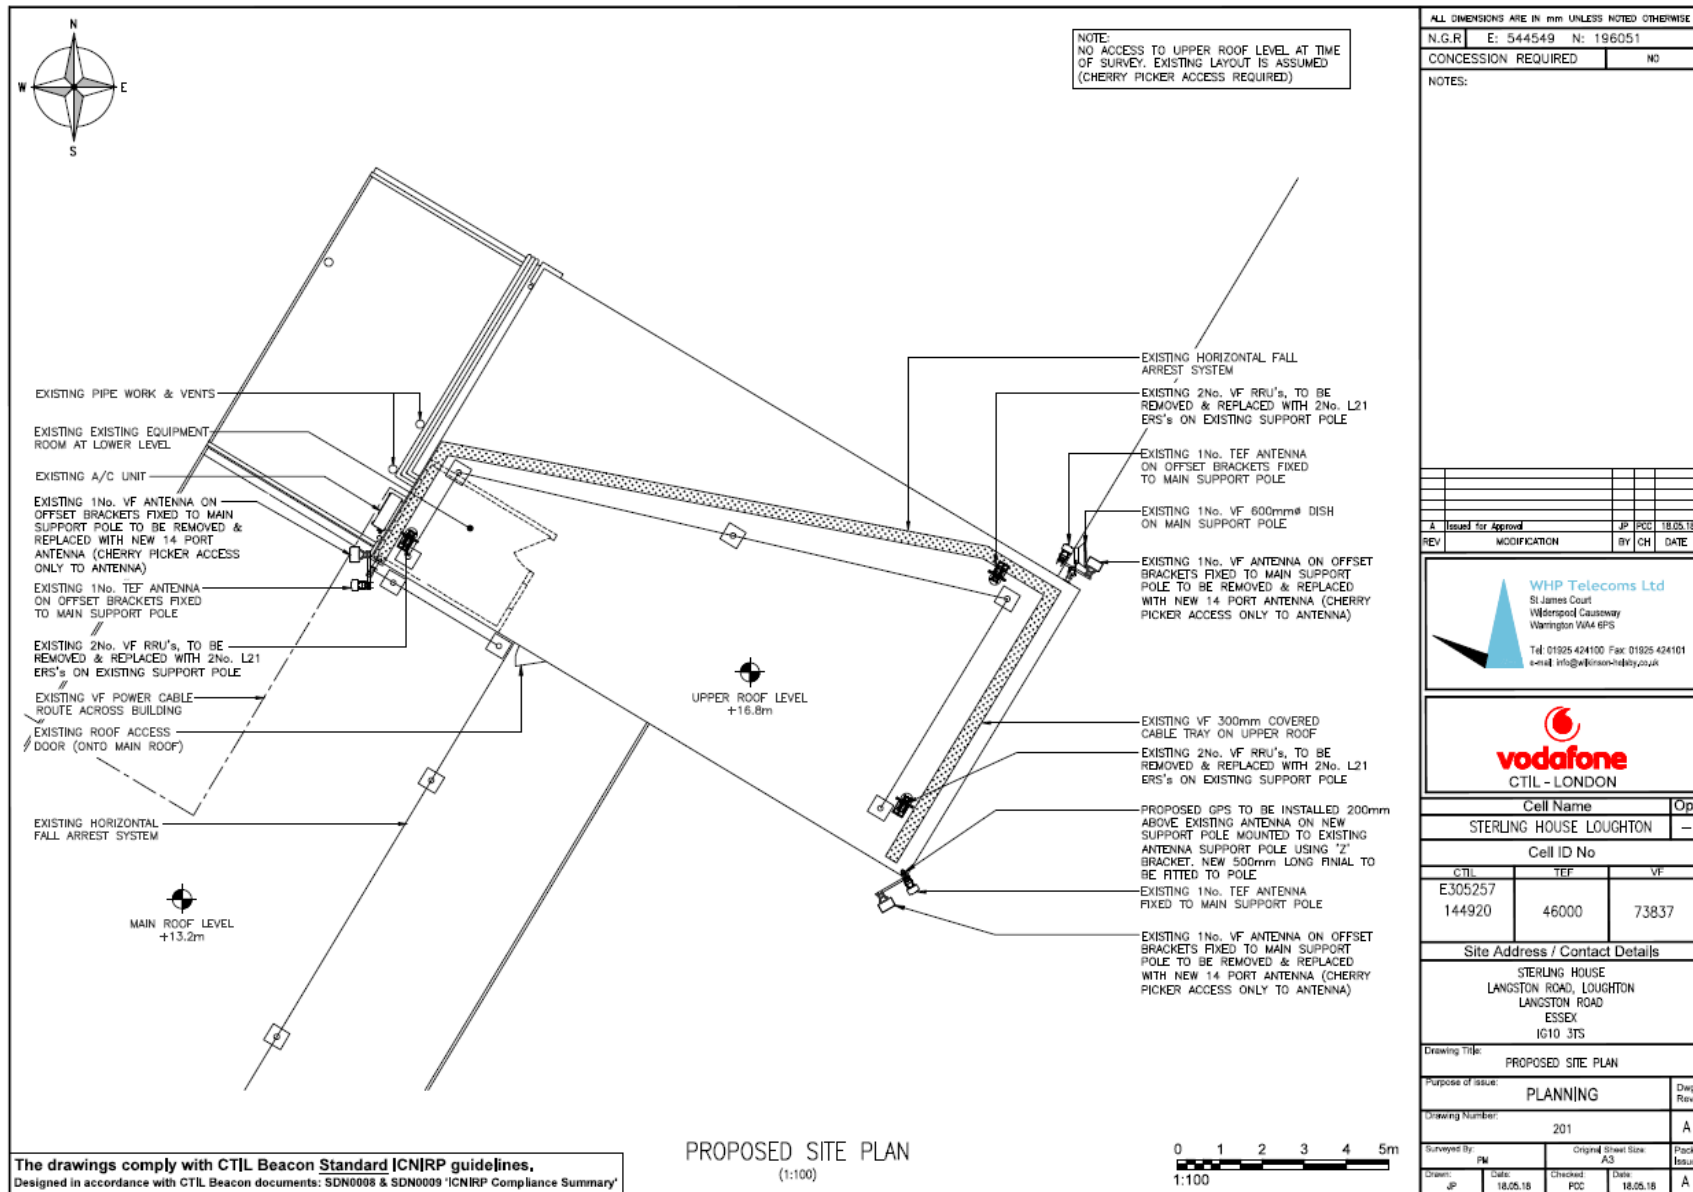 N
W
E
S
NOTE:
NO ACCESS TO UPPER ROOF LEVEL AT TIME
OF SURVEY. EXISTING LAYOUT IS ASSUMED
(CHERRY PICKER ACCESS REQUIRED)
EXISTING PIPE WORK & VENTS
EXISTING EXISTING EQUIPMENT
ROOM AT LOWER LEVEL
EXISTING A/C UNIT
EXISTING 1No. VF ANTENNA ON
OFFSET BRACKETS FIXED TO MAIN
SUPPORT POLE TO BE REMOVED &
REPLACED WITH NEW 14 PORT
ANTENNA (CHERRY PICKER ACCESS
ONLY TO ANTENNA)
EXISTING 1No. TEF ANTENNA
ON OFFSET BRACKETS FIXED
TO MAIN SUPPORT POLE
EXISTING 2No. VF RRU's, TO BE
REMOVED & REPLACED WITH 2No. L21
ERS's ON EXISTING SUPPORT POLE
EXISTING VF POWER CABLE
ROUTE ACROSS BUILDING
EXISTING ROOF ACCESS
DOOR (ONTO MAIN ROOF)
EXISTING HORIZONTAL
FALL ARREST SYSTEM
MAIN ROOF LEVEL
+13.2m
UPPER ROOF LEVEL
+16.8m
EXISTING HORIZONTAL FALL
ARREST SYSTEM
EXISTING 2No. VF RRU's, TO BE
REMOVED & REPLACED WITH 2No. L21
ERS's ON EXISTING SUPPORT POLE
EXISTING 1No. TEF ANTENNA
ON OFFSET BRACKETS FIXED
TO MAIN SUPPORT POLE
EXISTING 1No. VF 600mmø DISH
ON MAIN SUPPORT POLE
EXISTING 1No. VF ANTENNA ON OFFSET
BRACKETS FIXED TO MAIN SUPPORT
POLE TO BE REMOVED & REPLACED
WITH NEW 14 PORT ANTENNA (CHERRY
PICKER ACCESS ONLY TO ANTENNA)
EXISTING VF 300mm COVERED
CABLE TRAY ON UPPER ROOF
EXISTING 2No. VF RRU's, TO BE
REMOVED & REPLACED WITH 2No. L21
ERS's ON EXISTING SUPPORT POLE
PROPOSED GPS TO BE INSTALLED 200mm
ABOVE EXISTING ANTENNA ON NEW
SUPPORT POLE MOUNTED TO EXISTING
ANTENNA SUPPORT POLE USING 'Z'
BRACKET. NEW 500mm LONG FINIAL TO
BE FITTED TO POLE
EXISTING 1No. TEF ANTENNA
FIXED TO MAIN SUPPORT POLE
EXISTING 1No. VF ANTENNA ON OFFSET
BRACKETS FIXED TO MAIN SUPPORT
POLE TO BE REMOVED & REPLACED
WITH NEW 14 PORT ANTENNA (CHERRY
PICKER ACCESS ONLY TO ANTENNA)
The drawings comply with CTIL Beacon Standard ICNIRP guidelines.
Designed in accordance with CTIL Beacon documents: SDN0008 & SDN0009 'ICNIRP Compliance Summary'
PROPOSED SITE PLAN
(1:100)
0 1 2 3 4 5m
1:100
ALL DIMENSIONS ARE IN mm UNLESS NOTED OTHERWISE
N.G.R E: 544549 N: 196051
CONCESSION REQUIRED NO
NOTES:
A Issued for Approval JP PCC 18.05.18
REV MODIFICATION BY CH DATE
WHP Telecoms Ltd
St James Court
Wilderspool Causeway
Warrington WA4 6PS
Tel: 01925 424100 Fax: 01925 424101
e-mail: info@wilkinson-helsby.co.uk
vodafone
CTIL - LONDON
Cell Name Op
STERLING HOUSE LOUGHTON –
Cell ID No
CTIL TEF VF
E305257
144920 46000 73837
Site Address / Contact Details
STERLING HOUSE
LANGSTON ROAD, LOUGHTON
LANGSTON ROAD
ESSEX
IG10 3TS
Drawing Title:
PROPOSED SITE PLAN
Purpose of issue:
PLANNING
Dwg
Rev
Drawing Number:
201 A
Surveyed By: Original Sheet Size: Pack
PM A3 Issue
Drawn: Date: Checked: Date:
JP 18.05.18 PCC 18.05.18 A